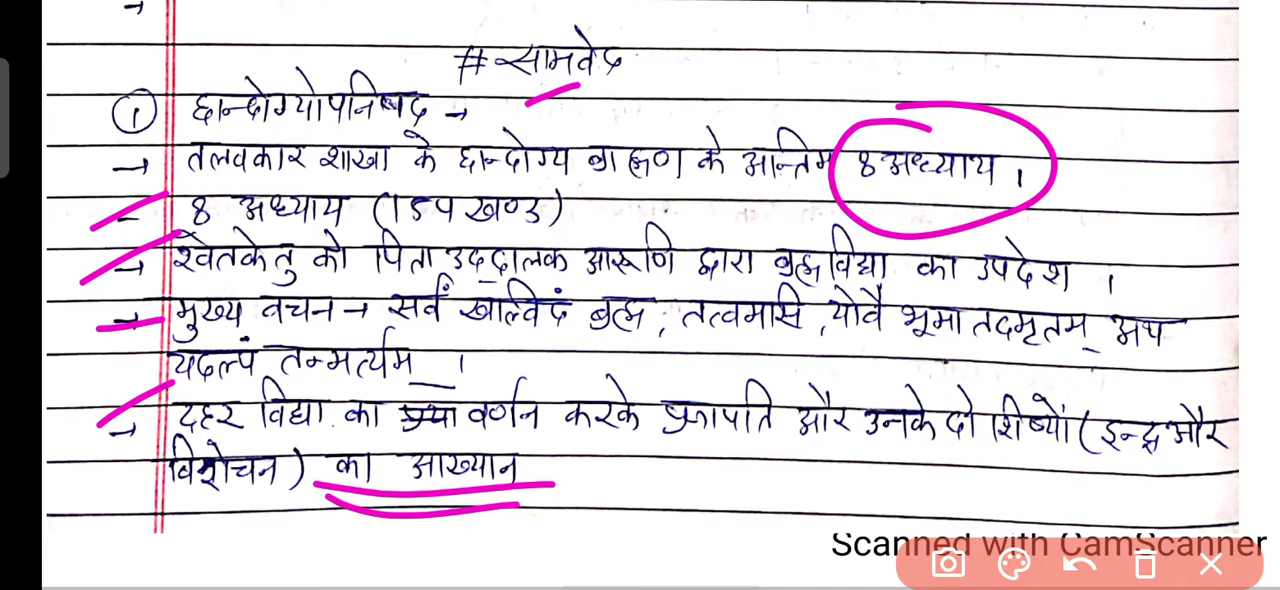 →
# सामवेद
① छान्दोग्योपनिषद →
→ तलवकार शाखा के छान्दोग्य ब्राह्मण के अन्तिम 8 अध्याय ।
- 8 अध्याय (154 खण्ड)
→ श्वेतकेतु को पिता उद्दालक आरूणि द्वारा ब्रह्मविद्या का उपदेश ।
→ मुख्य वचन → सर्वं खल्विदं ब्रह्म, तत्वमसि, योवै भूमा तदमृतम् अथ
यदल्पं तन्मर्त्यम् ।
→ दहर विद्या का वर्णन करके प्रजापति और उनके दो शिष्यों (इन्द्र और
विरोचन) का आख्यान
Scanned with CamScanner